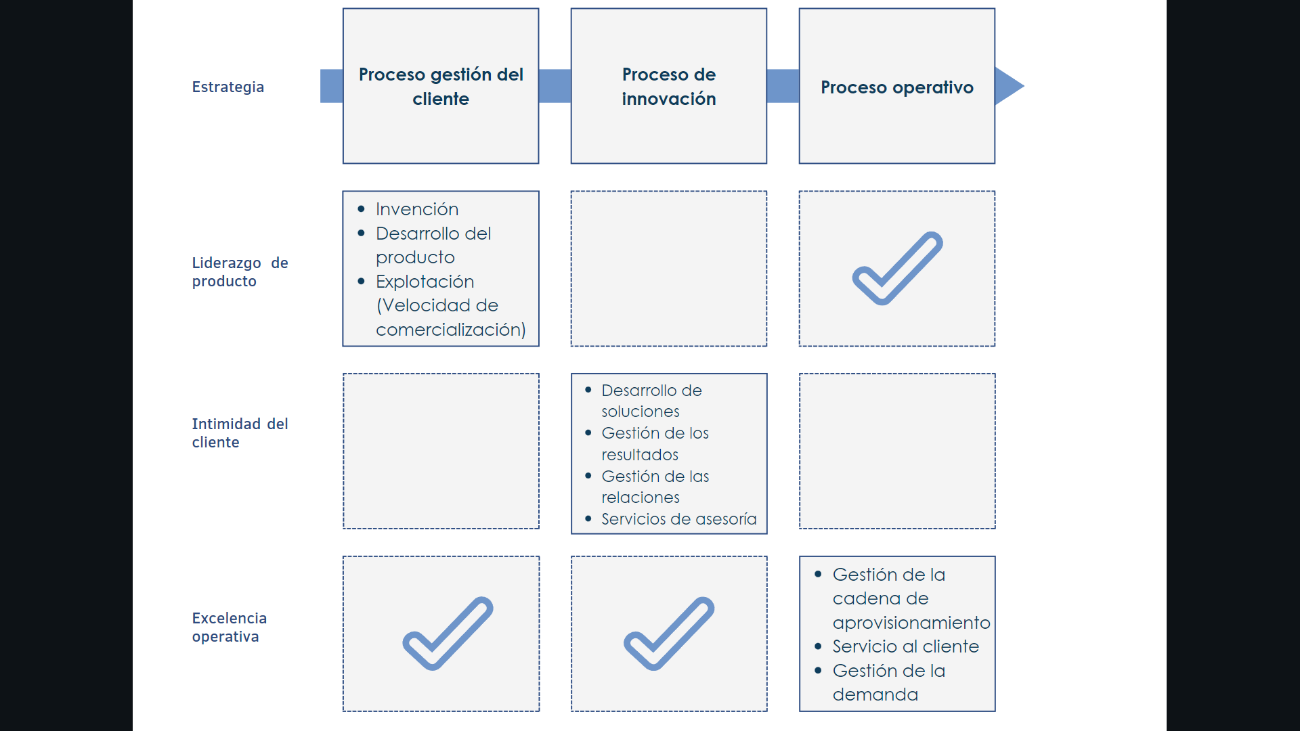 Estrategia
Proceso gestión del
cliente
Proceso de
innovación
Proceso operativo
Liderazgo de
producto
• Invención
• Desarrollo del
producto
• Explotación
(Velocidad de
comercialización)
Intimidad del
cliente
• Desarrollo de
soluciones
• Gestión de los
resultados
• Gestión de las
relaciones
• Servicios de asesoría
Excelencia
operativa
• Gestión de la
cadena de
aprovisionamiento
• Servicio al cliente
• Gestión de la
demanda